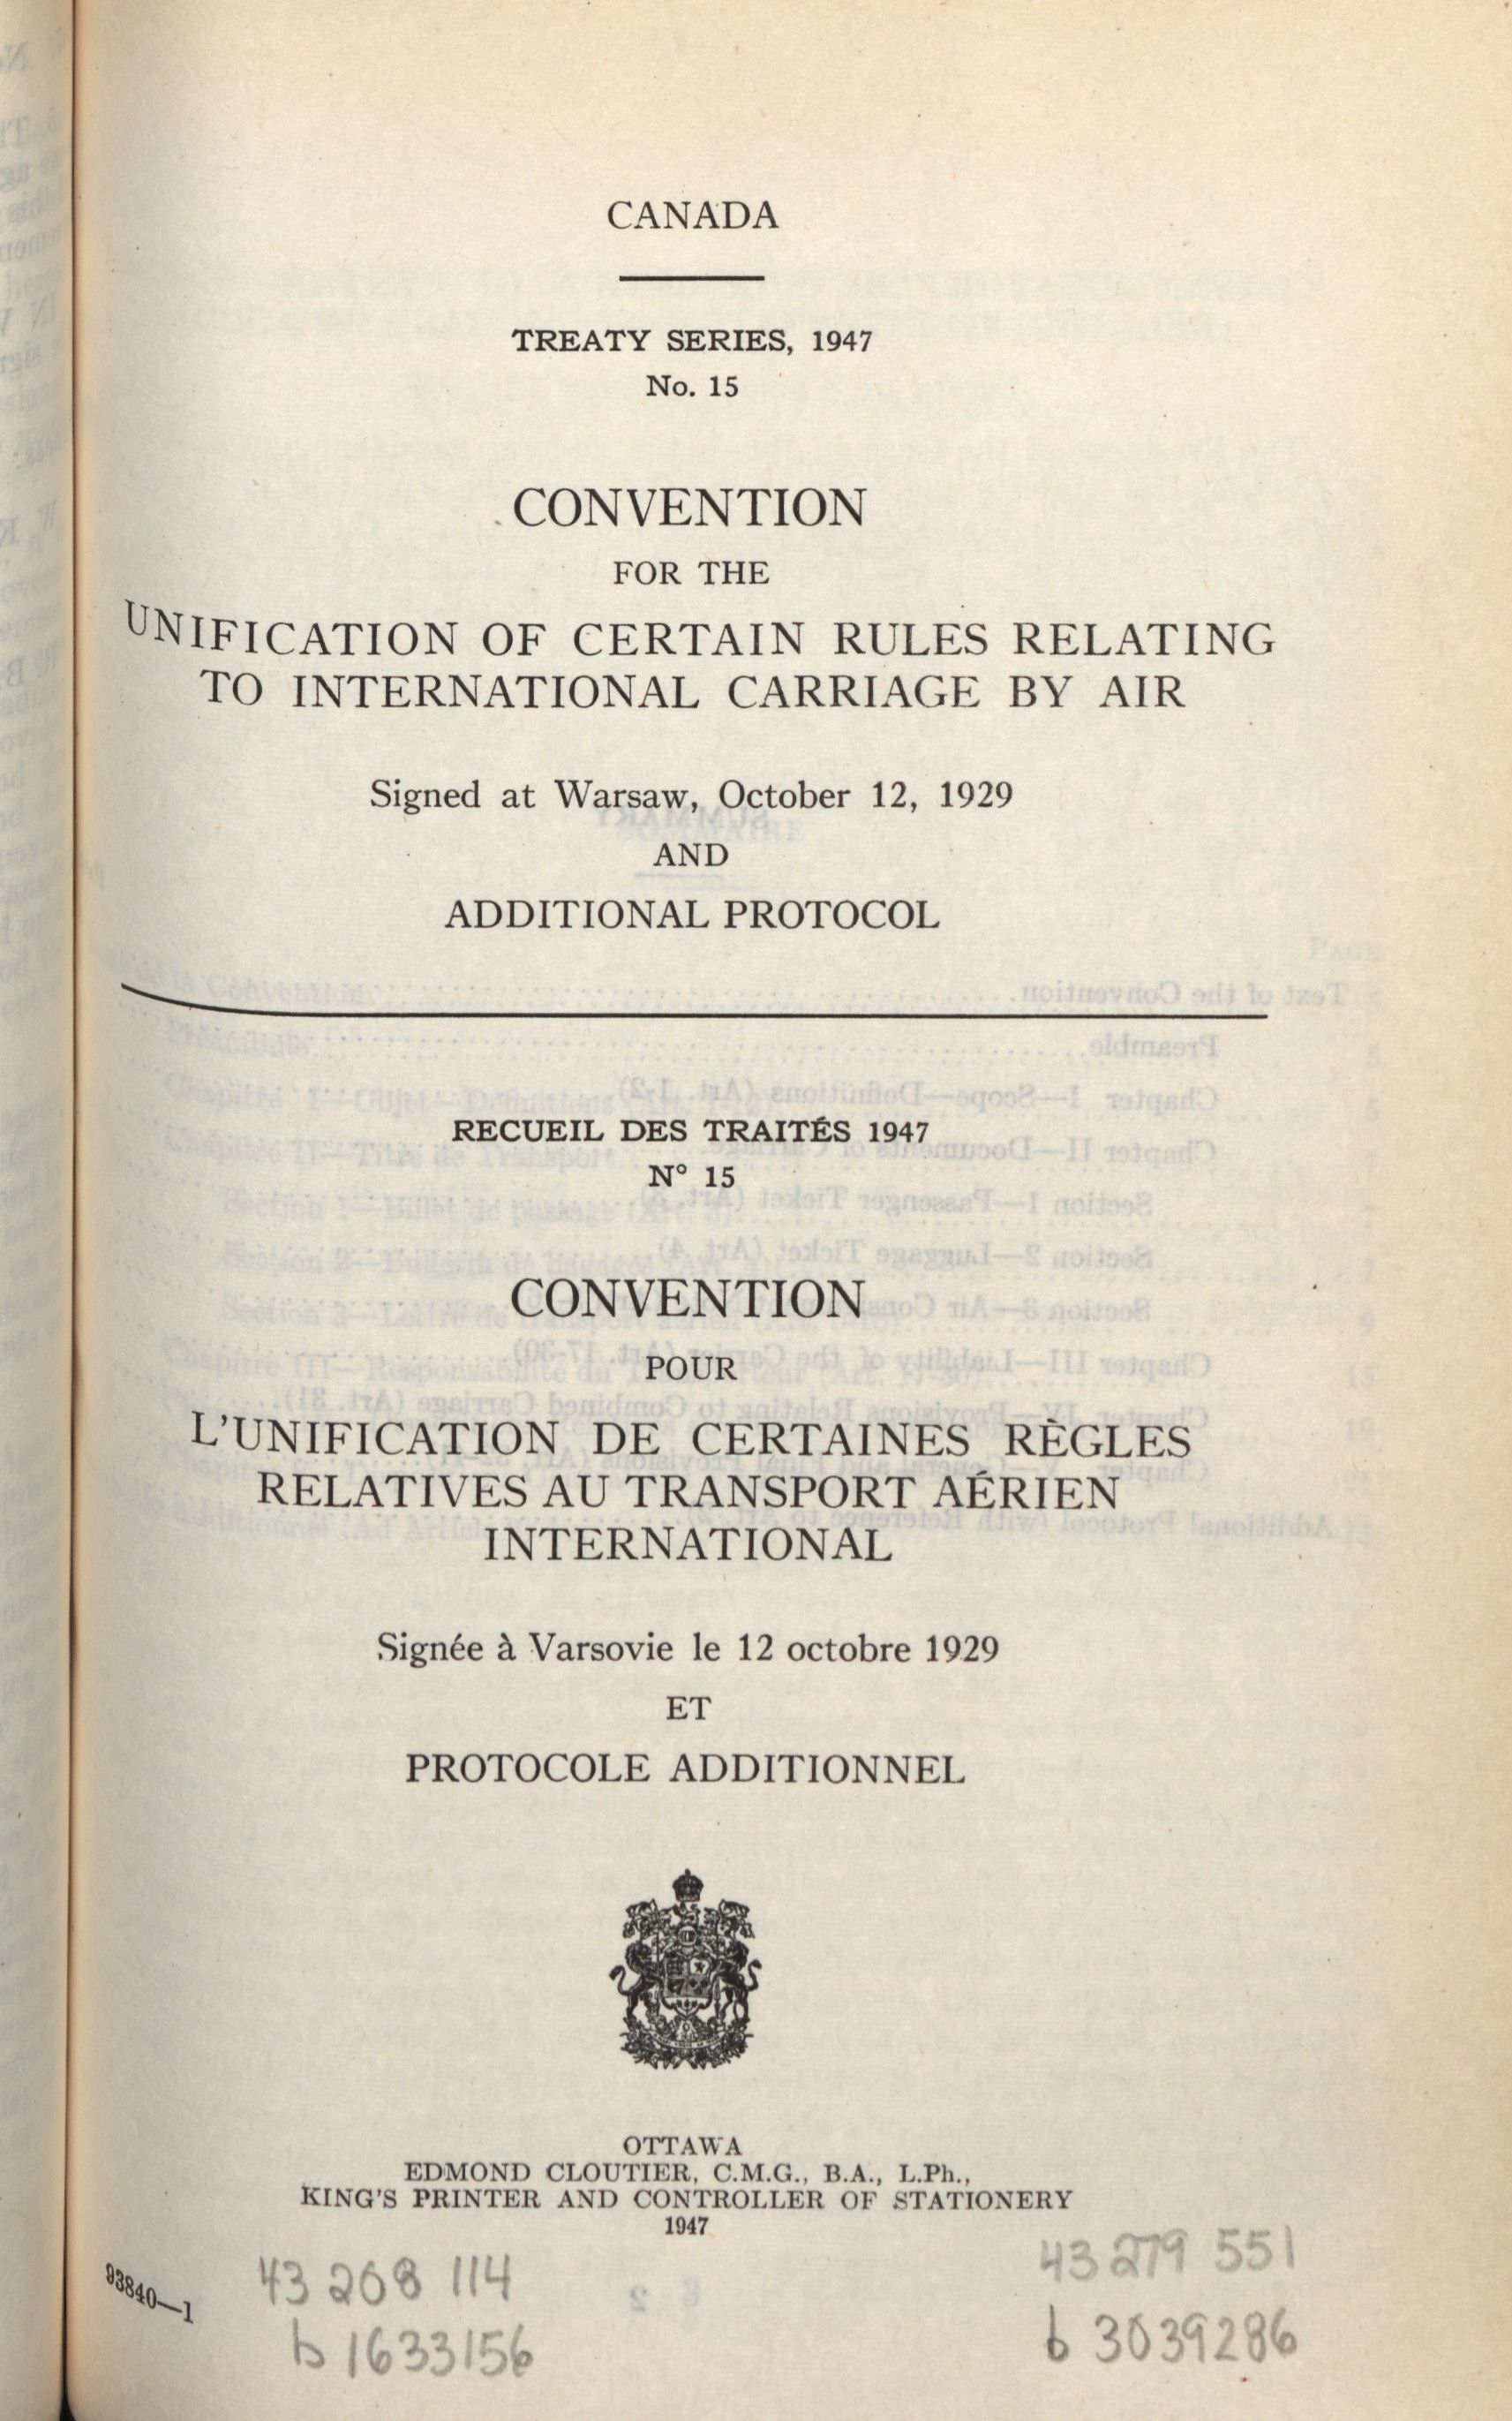 CANADA
TREATY SERIES, 1947
No. 15
CONVENTION
FOR THE
UNIFICATION OF CERTAIN RULES RELATING
TO INTERNATIONAL CARRIAGE BY AIR
Signed at Warsaw, October 12, 1929
AND
ADDITIONAL PROTOCOL
RECUEIL DES TRAITÉS 1947
N° 15
CONVENTION
POUR
L'UNIFICATION DE CERTAINES RÈGLES
RELATIVES AU TRANSPORT AÉRIEN
INTERNATIONAL
Signée à Varsovie le 12 octobre 1929
ET
PROTOCOLE ADDITIONNEL
OTTAWA
EDMOND CLOUTIER, C.M.G., B.A., L.Ph.,
KING'S PRINTER AND CONTROLLER OF STATIONERY
1947
93840—1
43 208 114
b 1633156
43 279 551
b 3039286